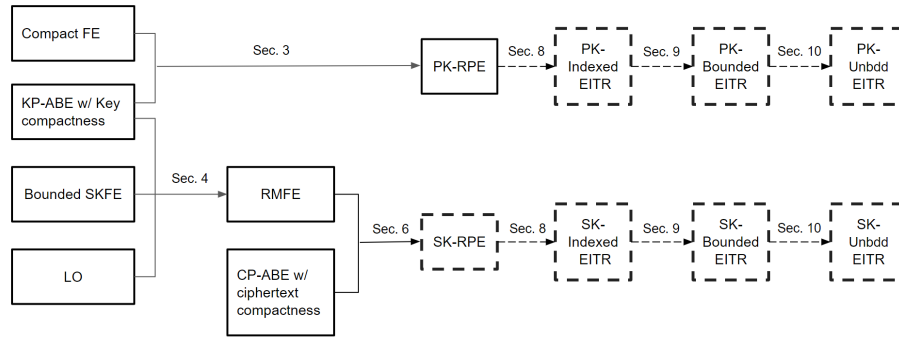 Compact FE
KP-ABE w/ Key
compactness
Bounded SKFE
LO
Sec. 3
Sec. 4
RMFE
CP-ABE w/
ciphertext
compactness
Sec. 6
PK-RPE
Sec. 8
PK-
Indexed
EITR
Sec. 9
PK-
Bounded
EITR
Sec. 10
PK-
Unbdd
EITR
SK-RPE
Sec. 8
SK-
Indexed
EITR
Sec. 9
SK-
Bounded
EITR
Sec. 10
SK-
Unbdd
EITR